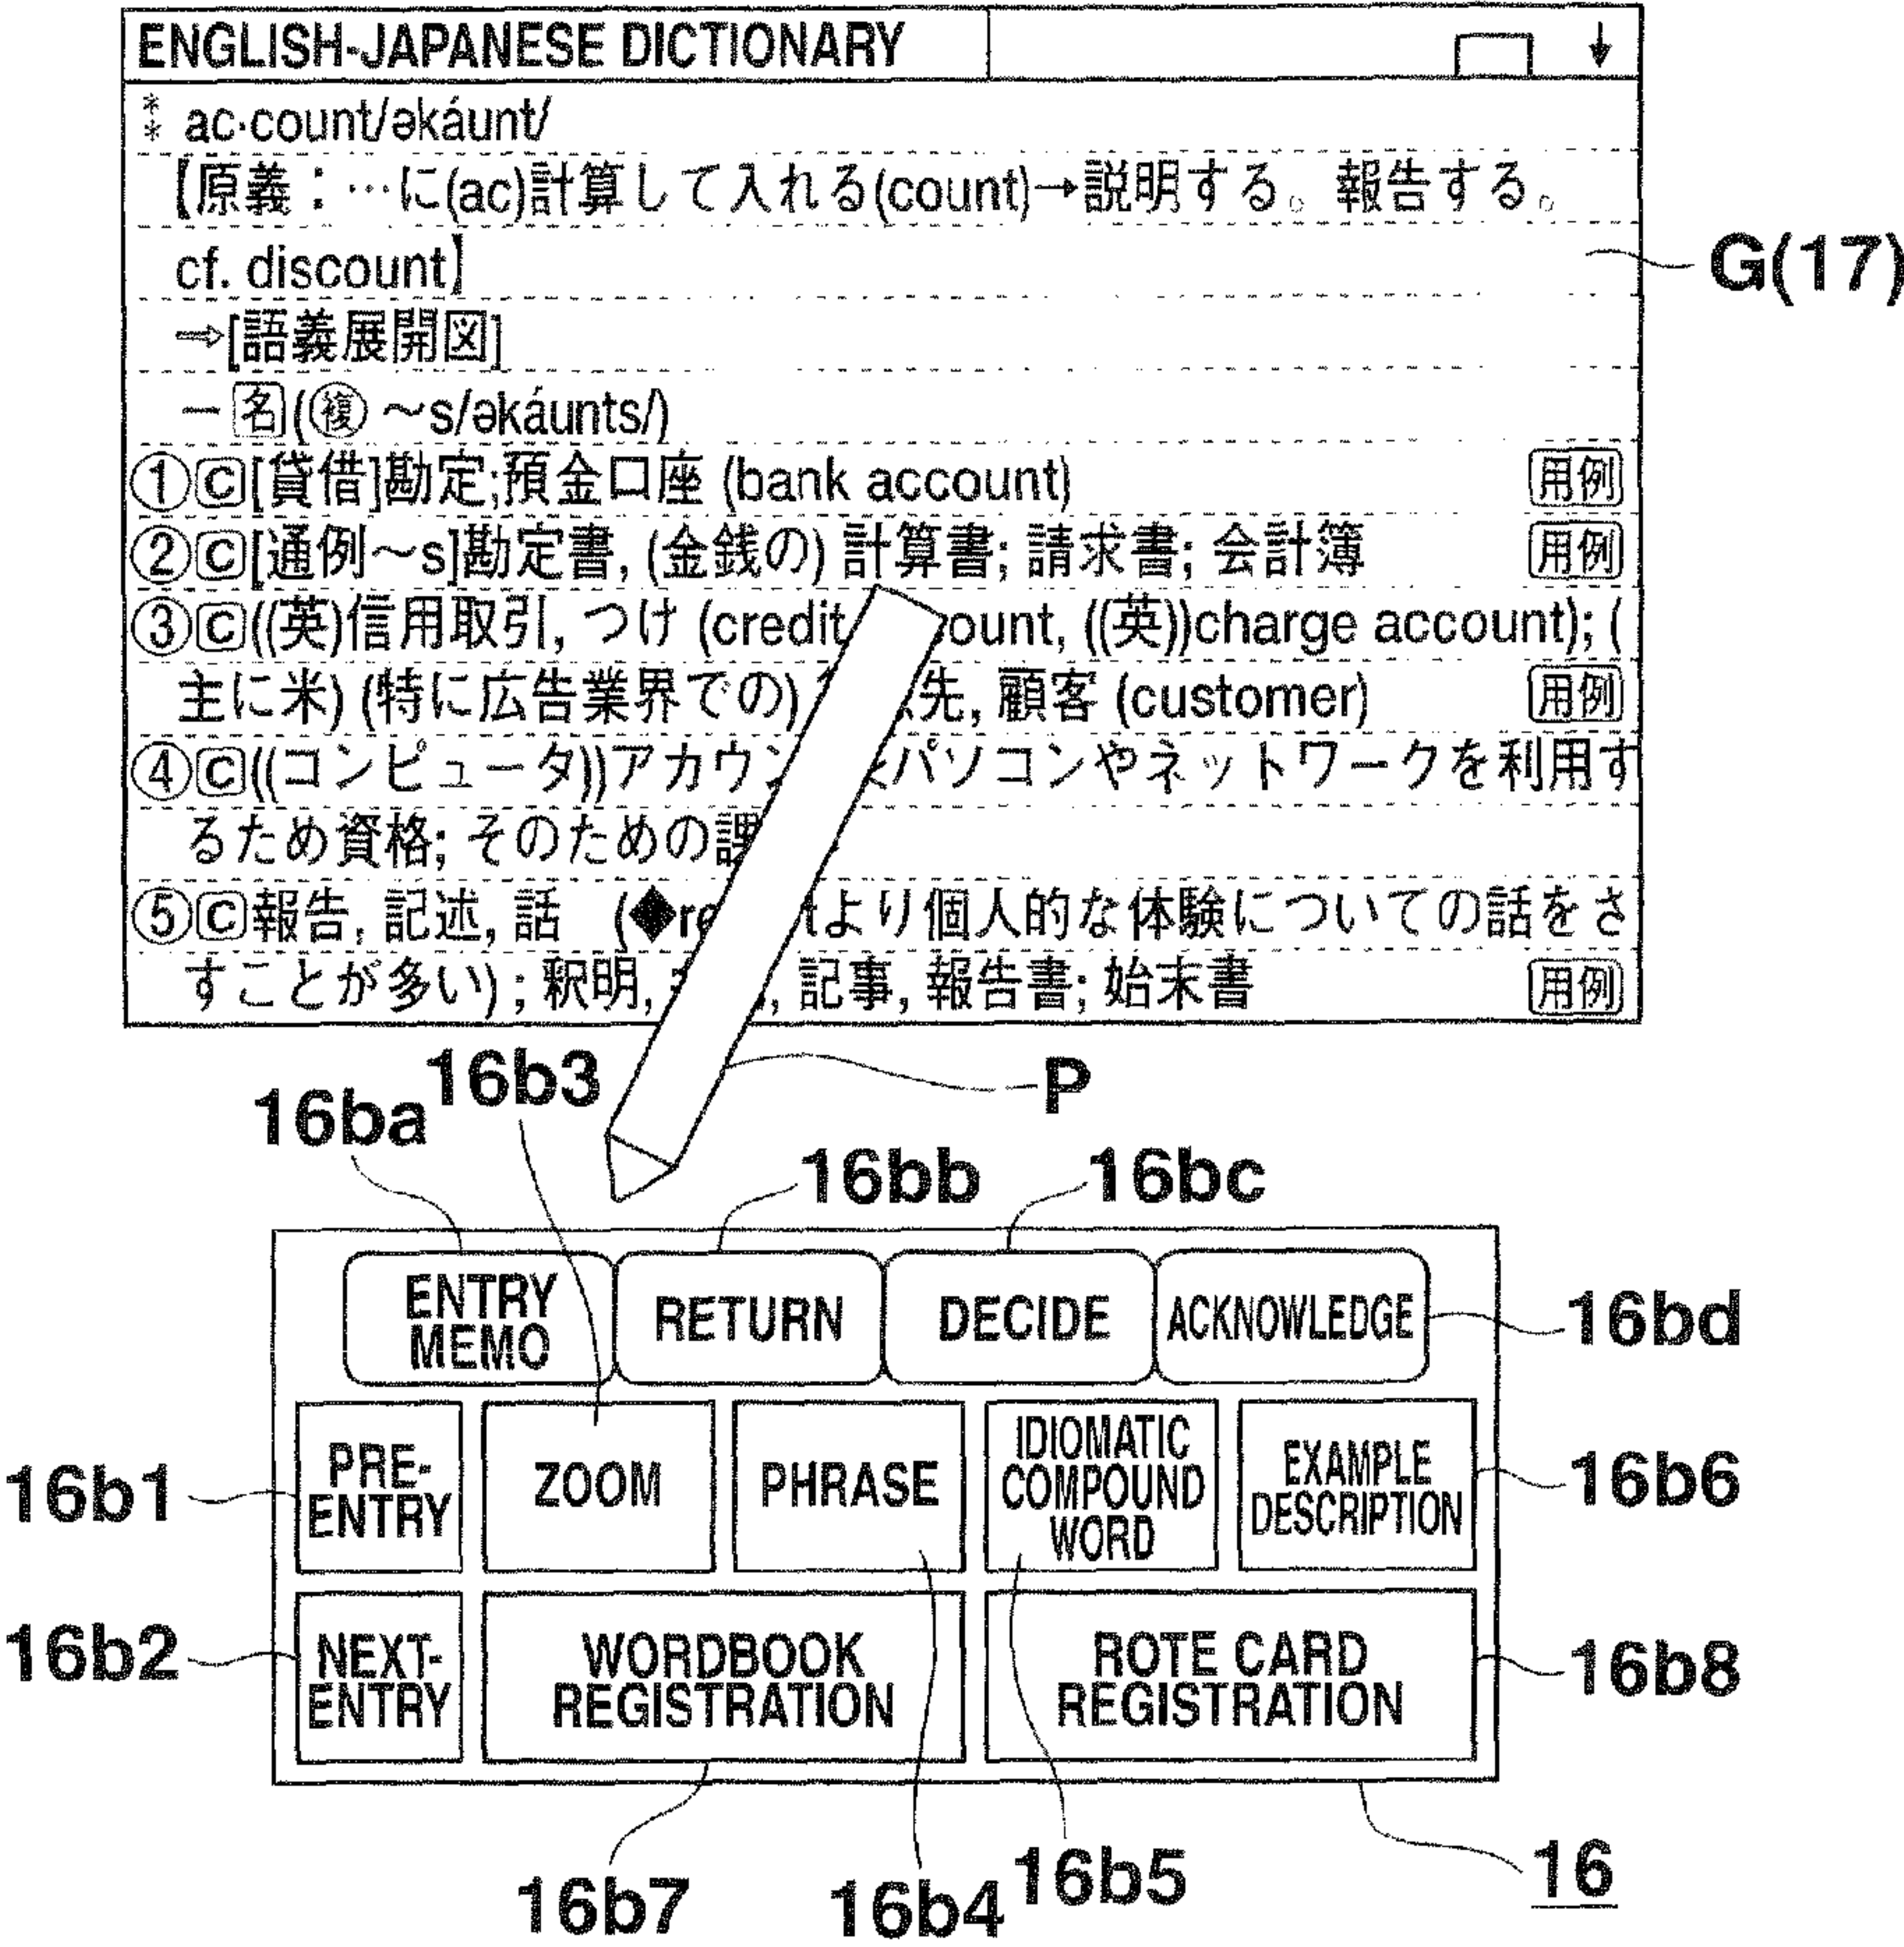 ENGLISH-JAPANESE DICTIONARY ↓
** ac·count/əkáunt/
【原義：…に(ac)計算して入れる(count)→説明する。報告する。
cf. discount】
G(17)
⇒[語義展開図]
－名(複 ～s/əkáunts/)
①C[貸借]勘定;預金口座 (bank account) 用例
②C[通例～s]勘定書, (金銭の) 計算書; 請求書; 会計簿 用例
③C((英)信用取引, つけ (credit ount, ((英))charge account); (
主に米) (特に広告業界での) 先, 顧客 (customer) 用例
④C((コンピュータ))アカウン パソコンやネットワークを利用す
るため資格; そのための課
⑤C報告, 記述, 話 (◆re tより個人的な体験についての話をさ
すことが多い) ; 釈明, , 記事, 報告書; 始末書 用例
16b3
P
16ba
16bb
16bc
ENTRY
MEMO
RETURN
DECIDE
ACKNOWLEDGE
16bd
16b1
PRE-
ENTRY
ZOOM
PHRASE
IDIOMATIC
COMPOUND
WORD
EXAMPLE
DESCRIPTION
16b6
16b2
NEXT-
ENTRY
WORDBOOK
REGISTRATION
ROTE CARD
REGISTRATION
16b8
16b7
16b4
16b5
16